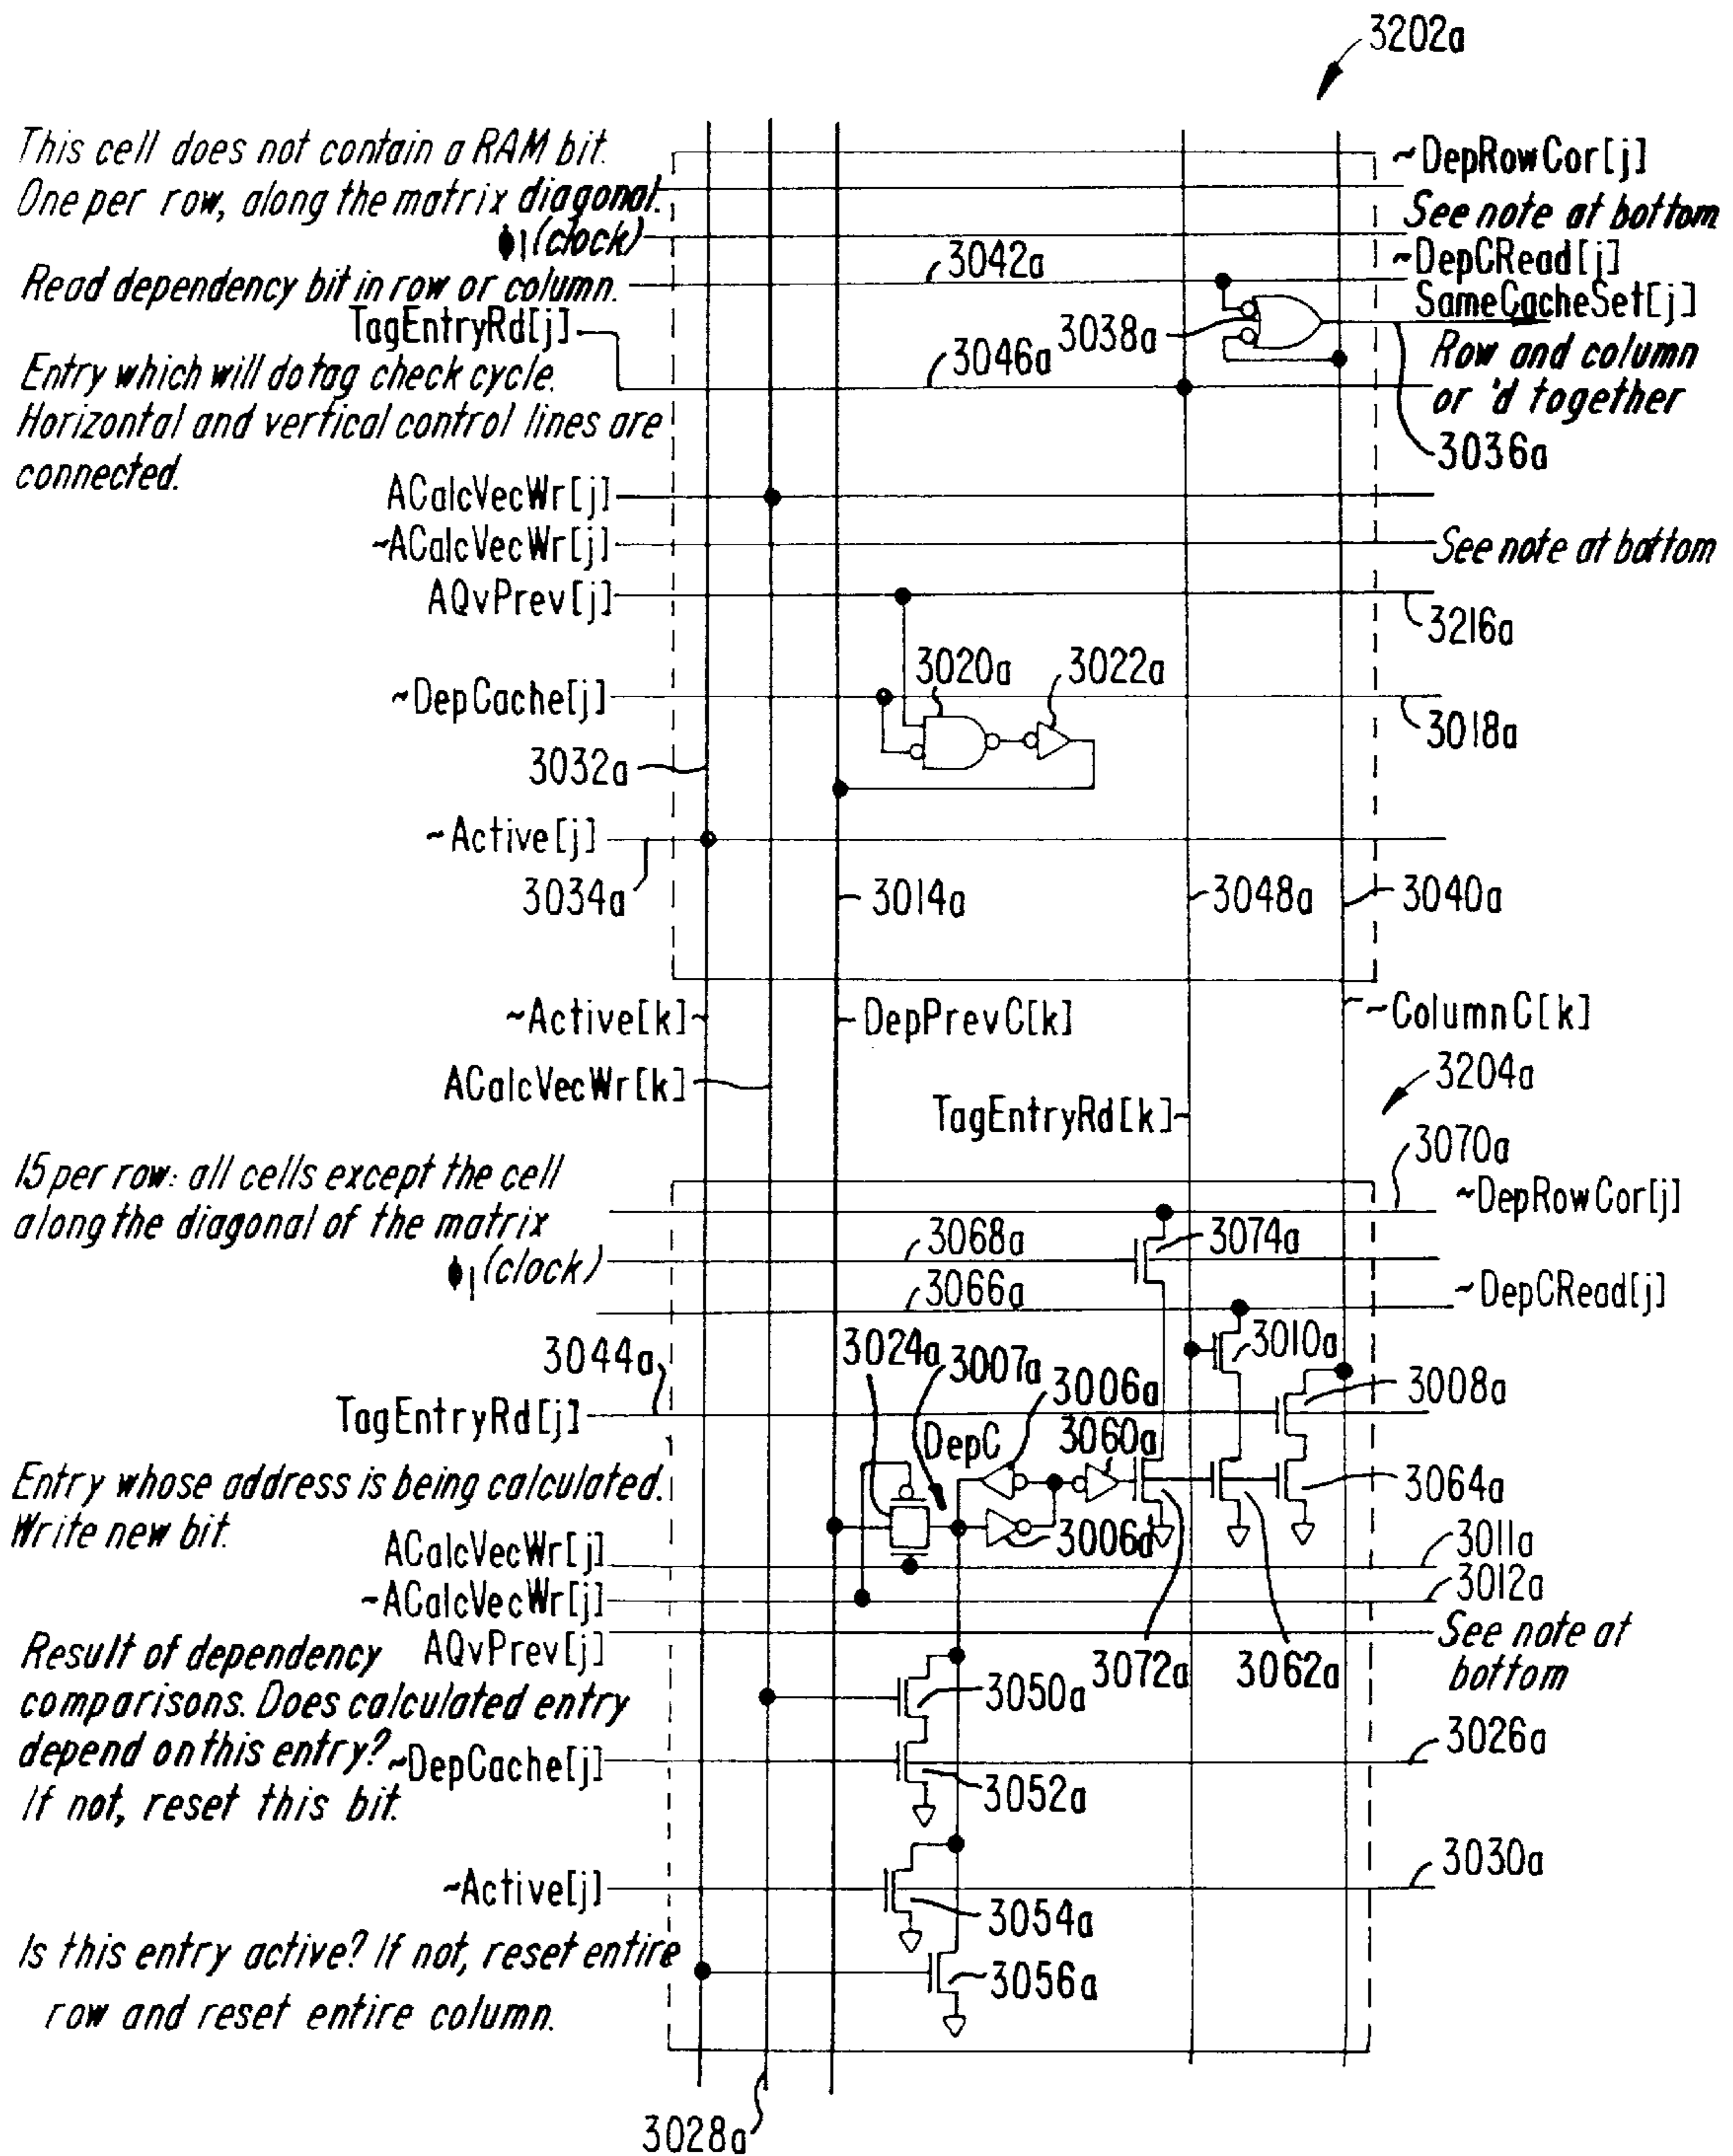 3202a
This cell does not contain a RAM bit.
One per row, along the matrix diagonal.
~DepRowCor[j]
See note at bottom
ϕ1(clock)
~DepCRead[j]
3042a
Read dependency bit in row or column.
SameCacheSet[j]
TagEntryRd[j]
3038a
Row and column
or 'd together
3046a
Entry which will do tag check cycle.
Horizontal and vertical control lines are
connected.
3036a
ACalcVecWr[j]
~ACalcVecWr[j]
See note at bottom
AQvPrev[j]
3216a
3020a
3022a
~DepCache[j]
3018a
3032a
~Active[j]
3034a
3014a
3048a
3040a
~Active[k]
DepPrevC[k]
~ColumnC[k]
ACalcVecWr[k]
3204a
TagEntryRd[k]
3070a
15 per row: all cells except the cell
along the diagonal of the matrix
~DepRowCor[j]
3068a
3074a
ϕ1(clock)
3066a
~DepCRead[j]
3044a
3024a
3007a
3010a
3006a
3008a
TagEntryRd[j]
DepC
3060a
Entry whose address is being calculated.
Write new bit.
3064a
3006a
ACalcVecWr[j]
3011a
~ACalcVecWr[j]
3012a
AQvPrev[j]
See note at
bottom
3072a
3062a
Result of dependency
comparisons. Does calculated entry
depend on this entry?
If not, reset this bit.
3050a
~DepCache[j]
3026a
3052a
~Active[j]
3030a
3054a
Is this entry active? If not, reset entire
row and reset entire column.
3056a
3028a